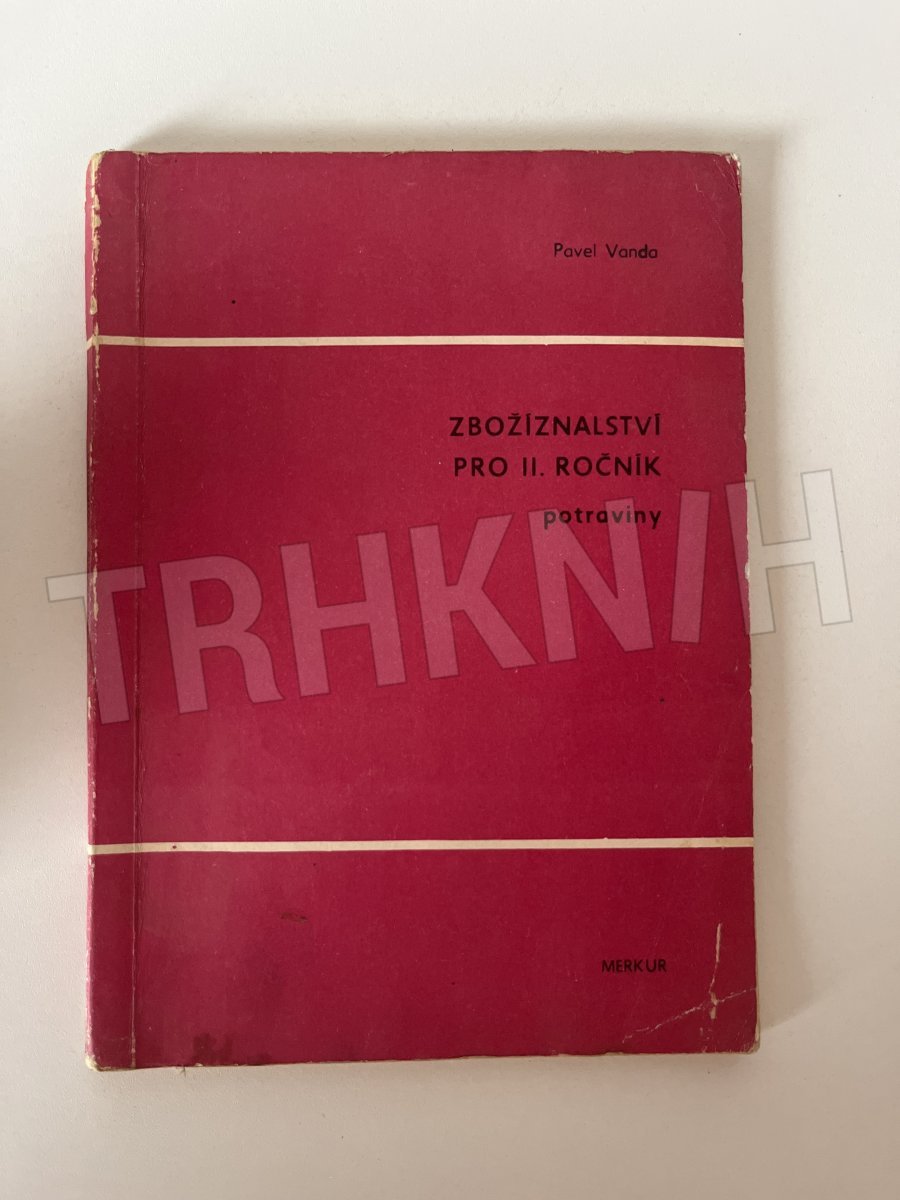 Pavel Vanda
ZBOŽÍZNALSTVÍ
PRO II. ROČNÍK
potraviny
TRHKNIH
MERKUR